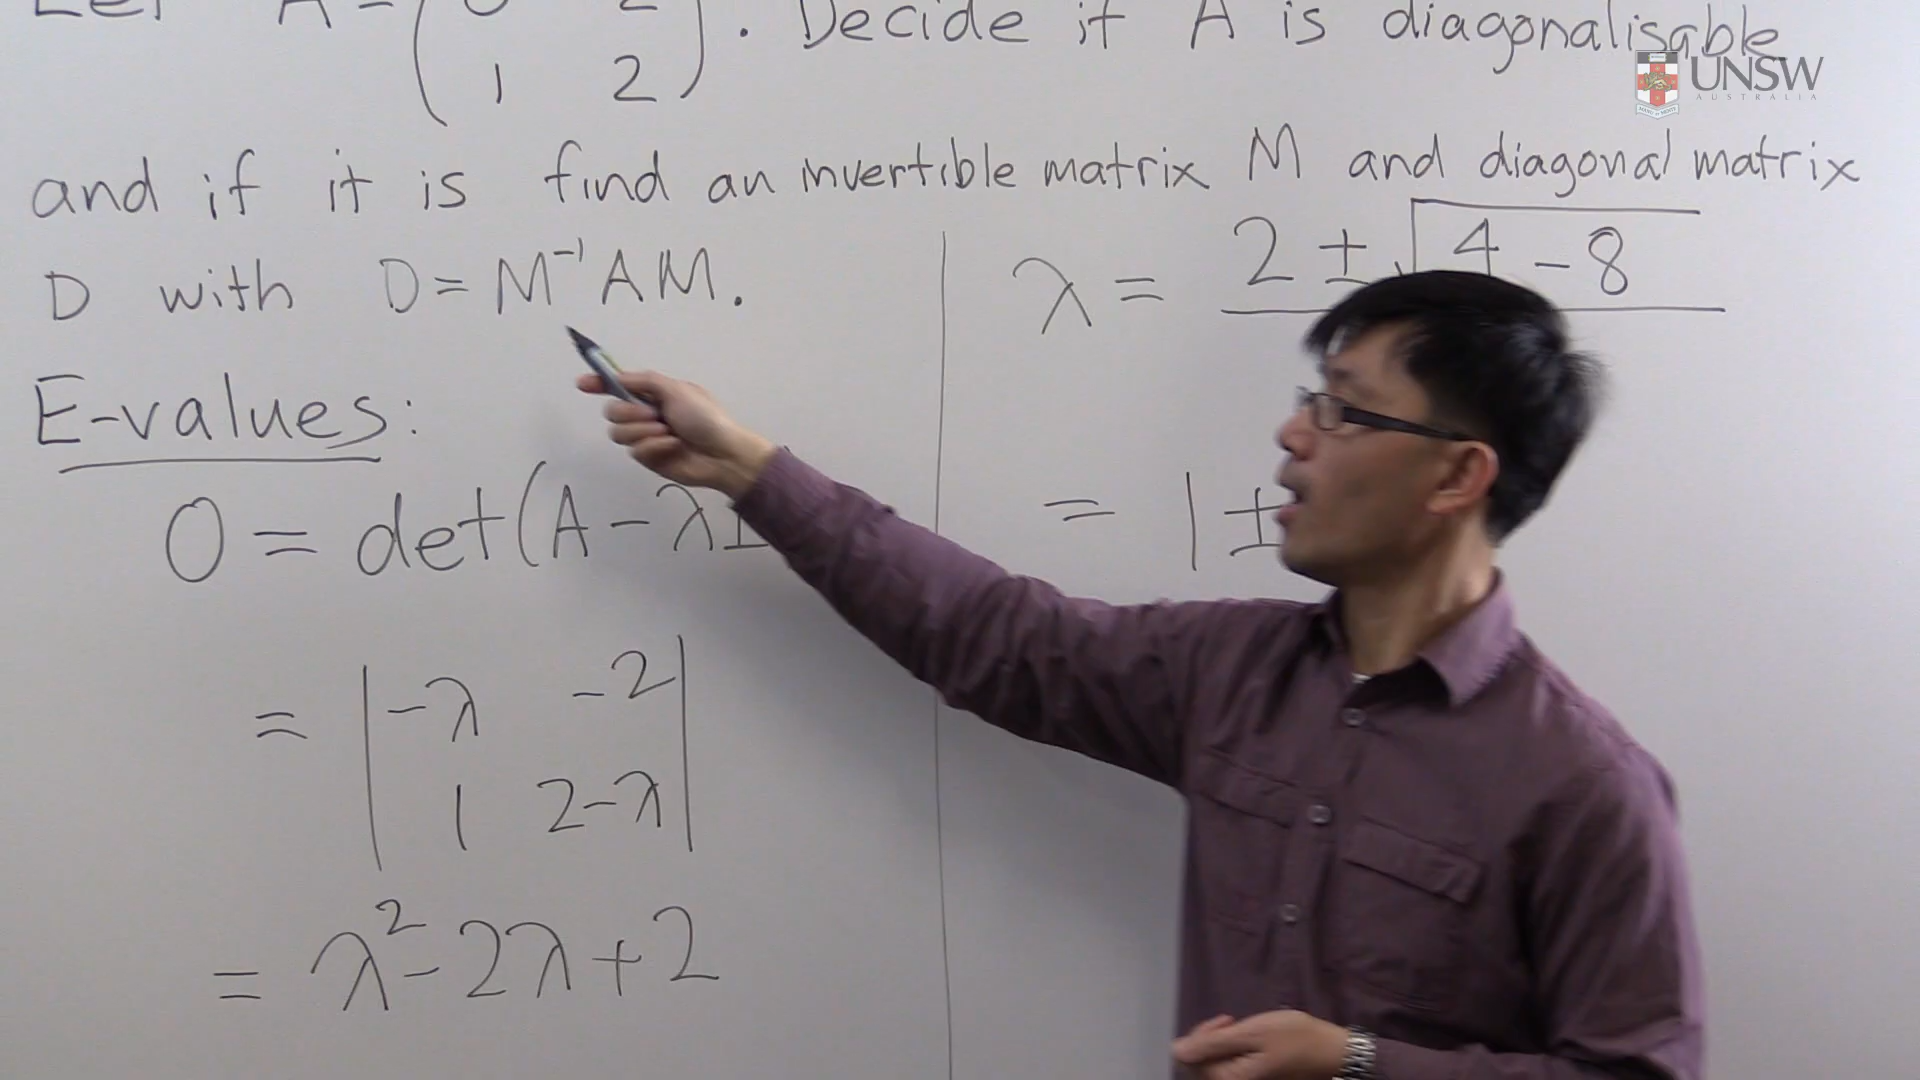 Let A = (0 -2
1 2). Decide if A is diagonalisable
and if it is find an invertible matrix M and diagonal matrix
D with D = M⁻¹AM.
E-values:
0 = det(A - λI
= | -λ -2 |
| 1 2-λ |
= λ² - 2λ + 2
λ = 2 ± √4 - 8
= 1 ±
UNSW
AUSTRALIA